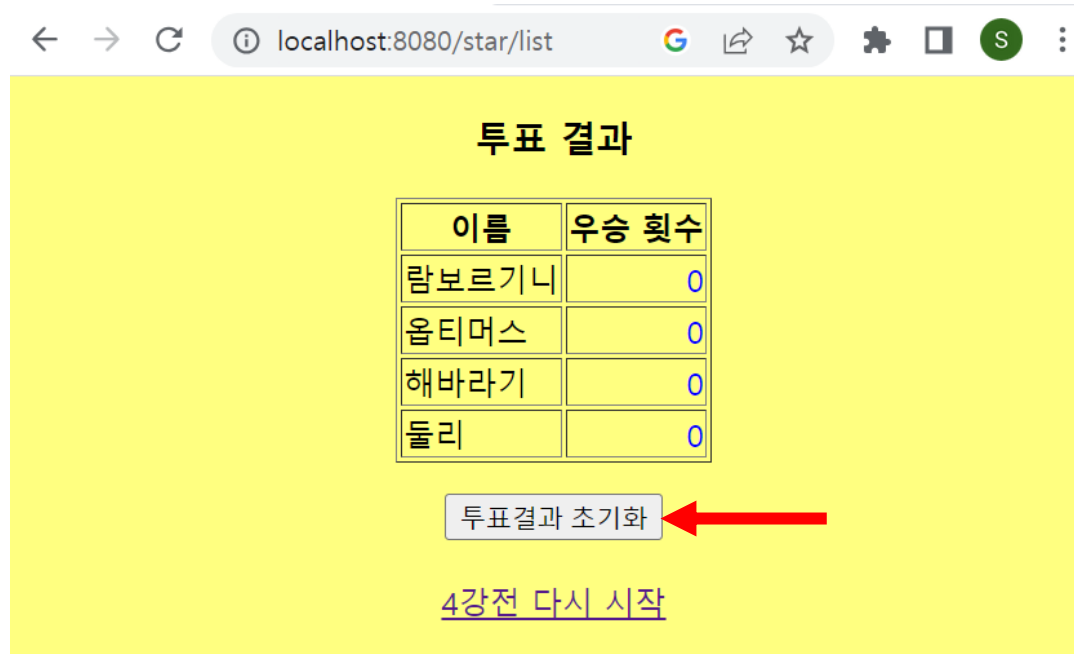 localhost:8080/star/list
S
투표 결과
이름 우승 횟수
람보르기니 0
옵티머스 0
해바라기 0
둘리 0
투표결과 초기화
4강전 다시 시작